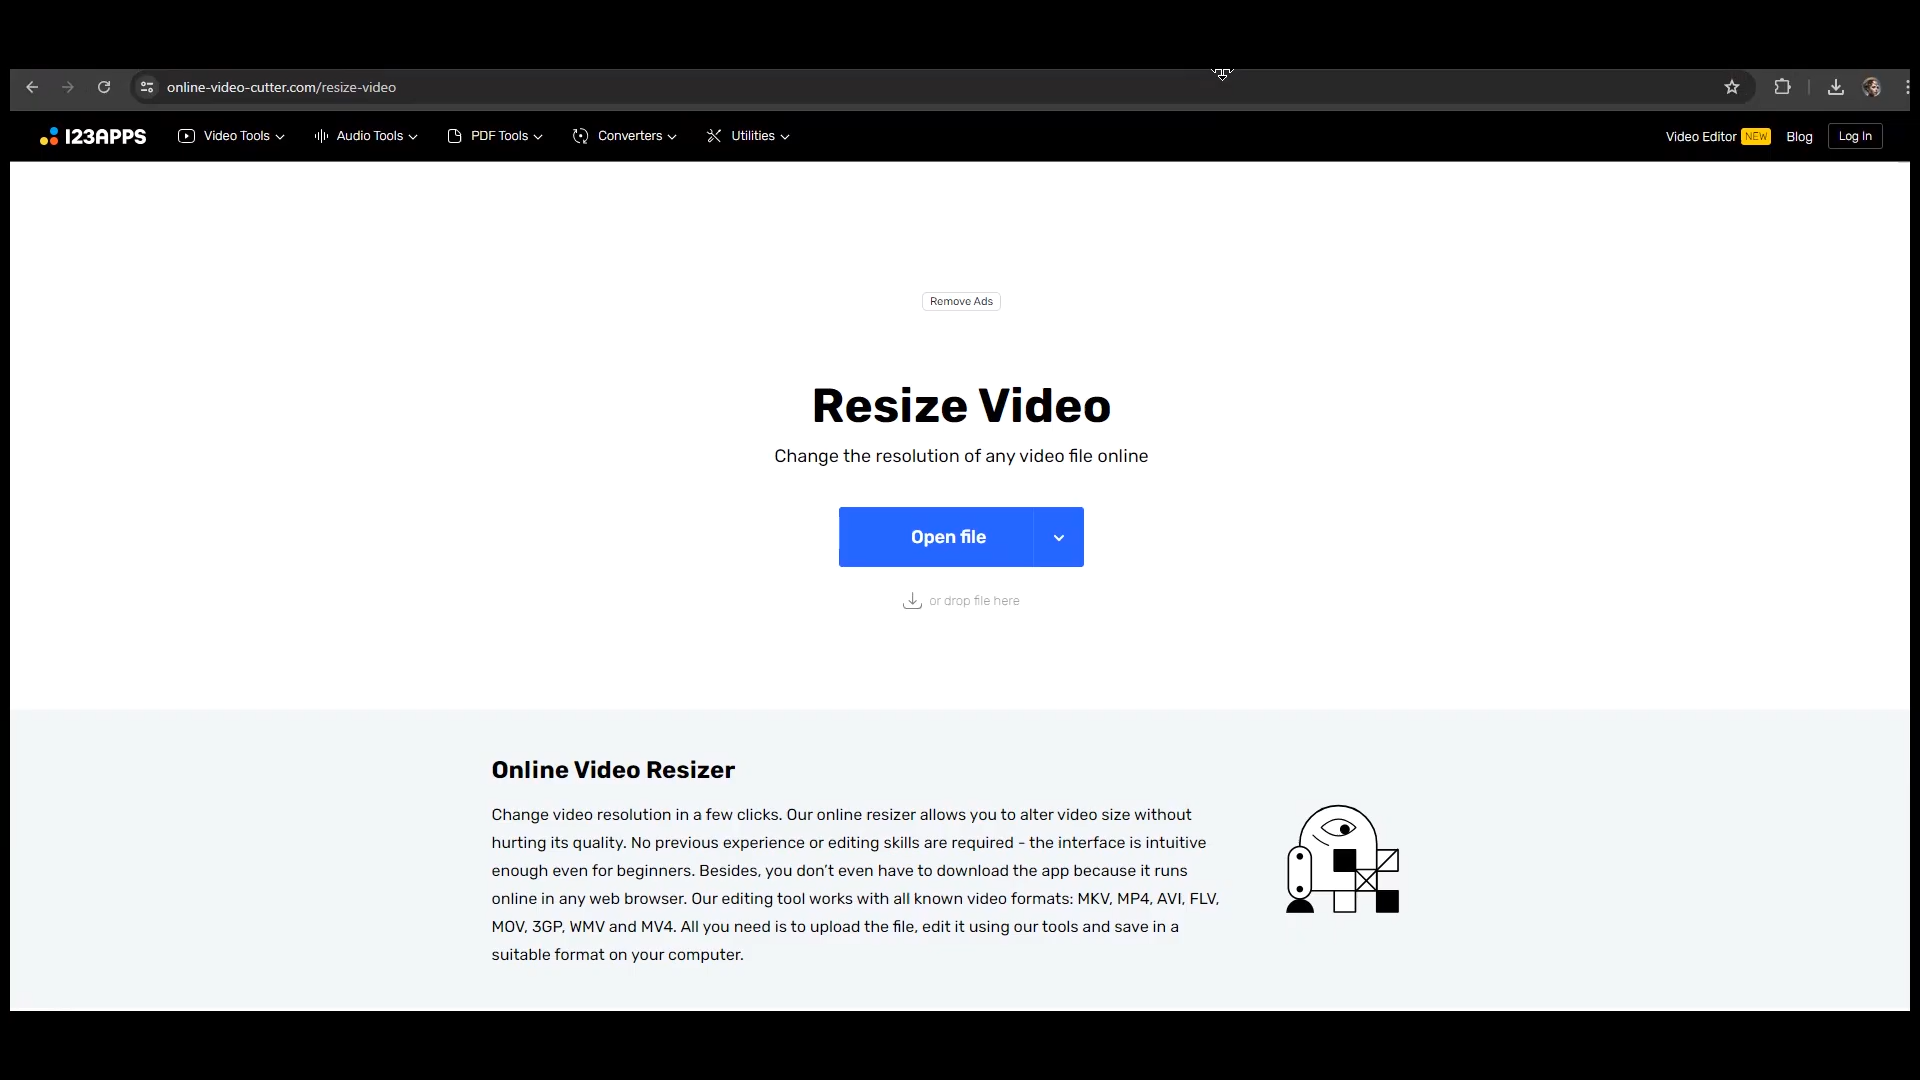 online-video-cutter.com/resize-video
123APPS Video Tools Audio Tools PDF Tools Converters Utilities Video Editor NEW Blog Log In
Remove Ads
Resize Video
Change the resolution of any video file online
Open file
or drop file here
Online Video Resizer
Change video resolution in a few clicks. Our online resizer allows you to alter video size without
hurting its quality. No previous experience or editing skills are required - the interface is intuitive
enough even for beginners. Besides, you don’t even have to download the app because it runs
online in any web browser. Our editing tool works with all known video formats: MKV, MP4, AVI, FLV,
MOV, 3GP, WMV and MV4. All you need is to upload the file, edit it using our tools and save in a
suitable format on your computer.